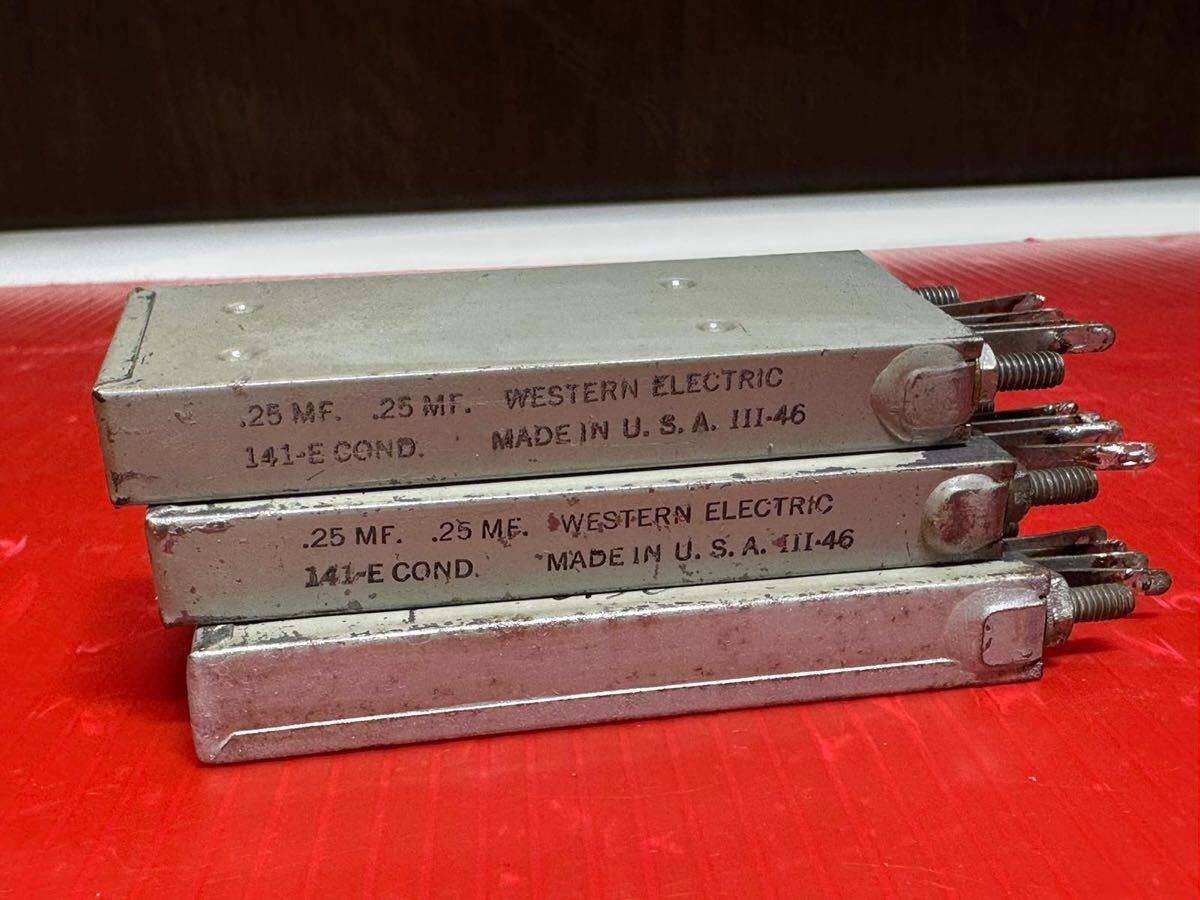 .25 MF. .25 MF. WESTERN ELECTRIC
141-E COND. MADE IN U. S. A. III-46
.25 MF. .25 MF. WESTERN ELECTRIC
141-E COND. MADE IN U. S. A. III-46